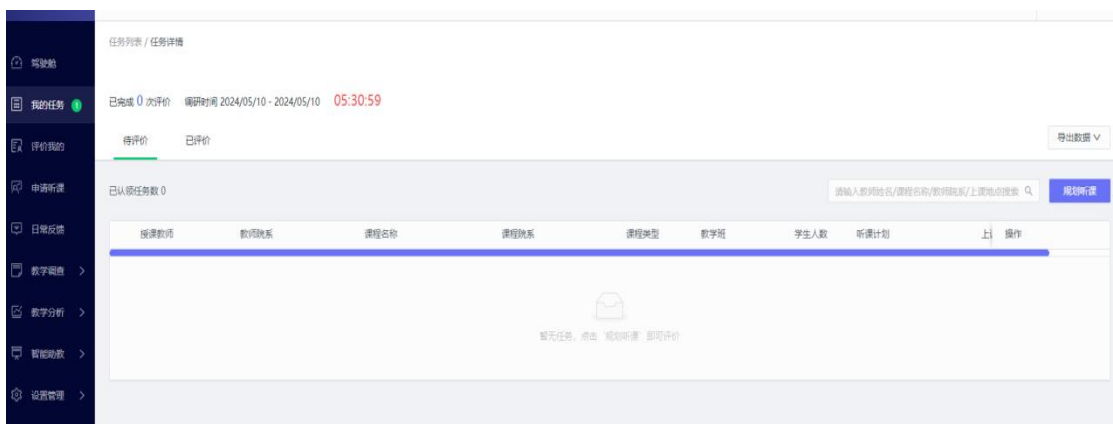 任务列表 / 任务详情
驾驶舱
我的任务 1
已完成 0 次评价 调研时间 2024/05/10 - 2024/05/10 05:30:59
评价我的
待评价 已评价 导出数据
申请听课
已认领任务数 0 请输入教师姓名/课程名称/教师院系/上课地点搜索 规划听课
日常反馈
授课教师 教师院系 课程名称 课程院系 课程类型 教学班 学生人数 听课计划 上 操作
教学调查
教学分析
暂无任务，点击‘规划听课’即可评价
智能助教
设置管理